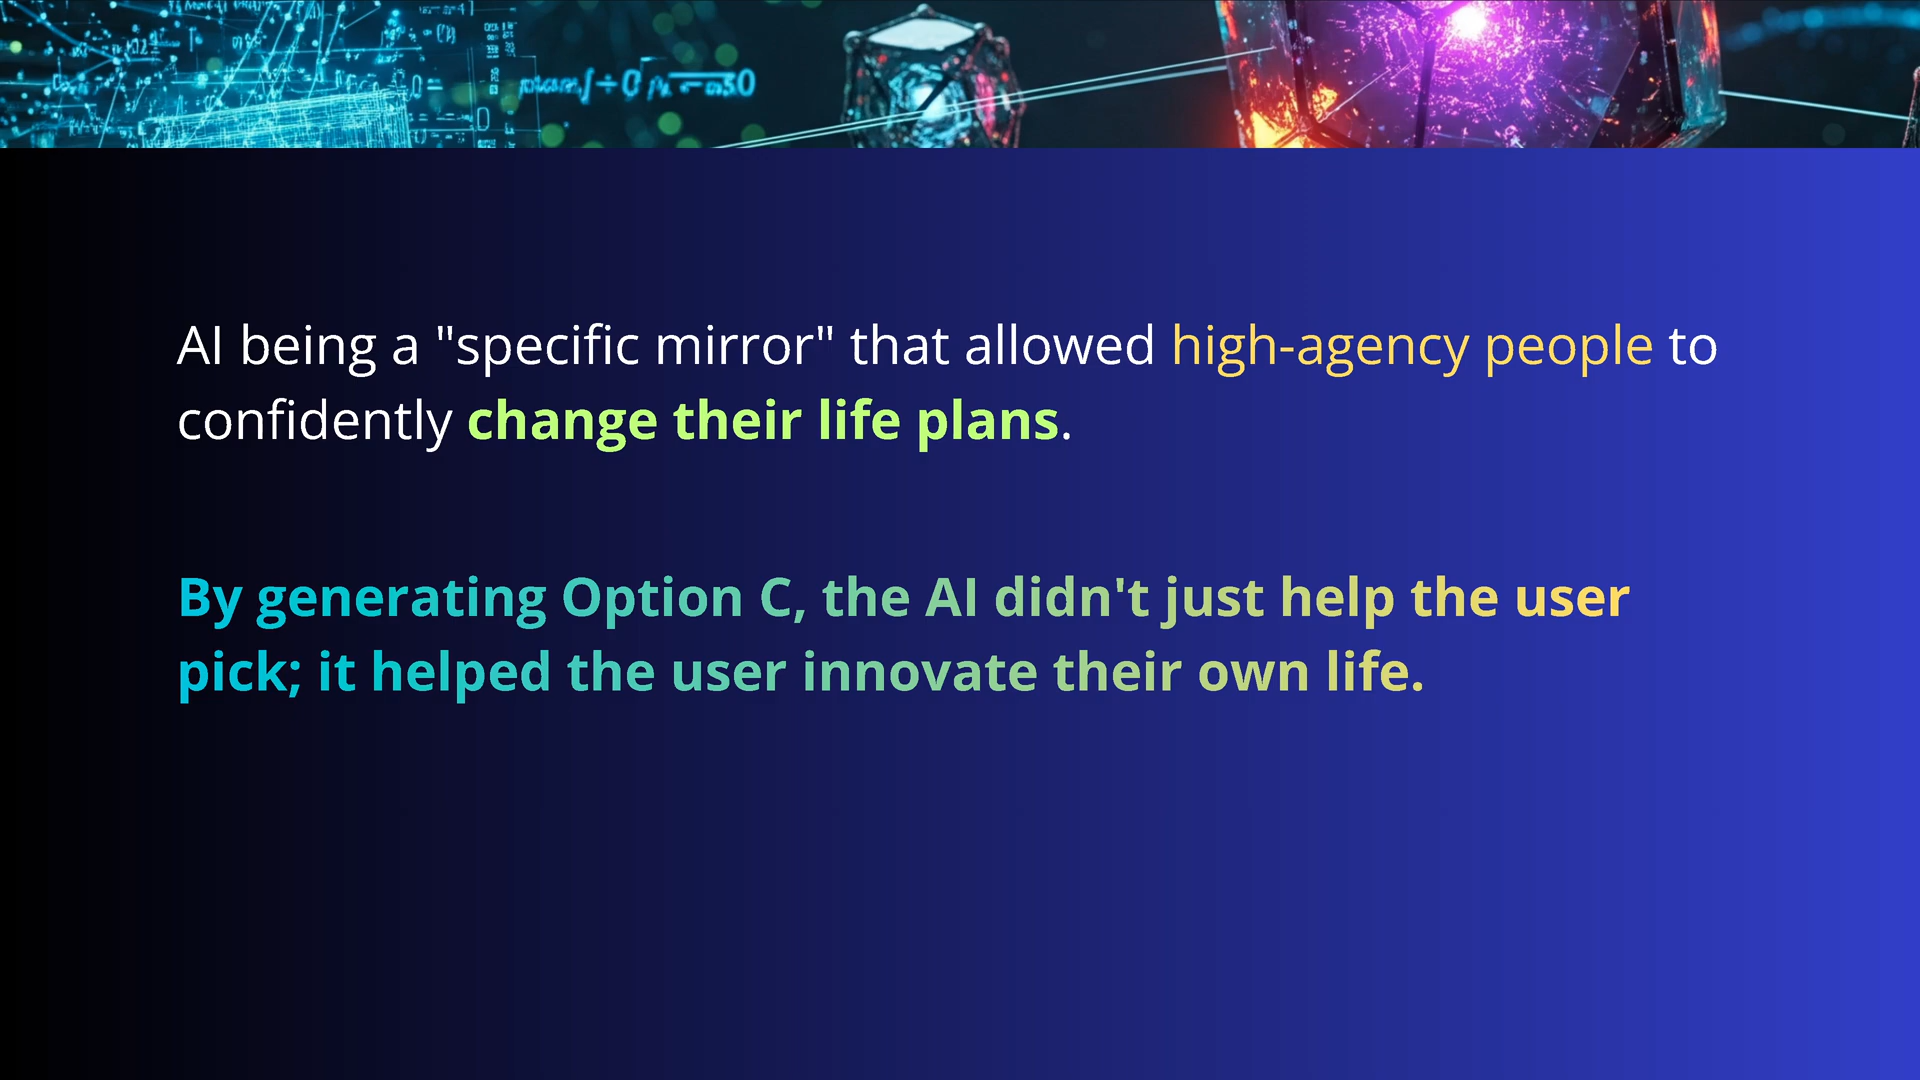 AI being a "specific mirror" that allowed high-agency people to
confidently change their life plans.
By generating Option C, the AI didn't just help the user
pick; it helped the user innovate their own life.